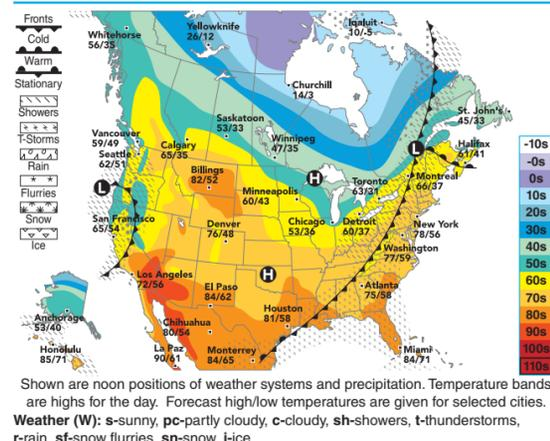 Fronts
Cold
Warm
Stationary
Showers
T-Storms
Rain
Flurries
Snow
Ice
Whitehorse
56/35
Yellowknife
26/12
Iqaluit
10/-5
Churchill
14/3
St. John's
45/33
Saskatoon
53/33
Winnipeg
47/35
Vancouver
59/49
Calgary
65/35
Seattle
62/51
Halifax
61/41
Billings
82/52
Minneapolis
60/43
Toronto
63/31
Montreal
66/37
L
H
L
San Francisco
65/54
Denver
76/48
Chicago
53/36
Detroit
60/37
New York
78/56
Washington
77/59
H
Los Angeles
72/56
El Paso
84/62
Houston
81/58
Atlanta
75/58
Anchorage
53/40
Chihuahua
80/54
Honolulu
85/71
La Paz
90/61
Monterrey
84/65
Miami
84/71
-10s
-0s
0s
10s
20s
30s
40s
50s
60s
70s
80s
90s
100s
110s
Shown are noon positions of weather systems and precipitation. Temperature bands
are highs for the day. Forecast high/low temperatures are given for selected cities.
Weather (W): s-sunny, pc-partly cloudy, c-cloudy, sh-showers, t-thunderstorms,
r-rain, sf-snow flurries, sn-snow, i-ice